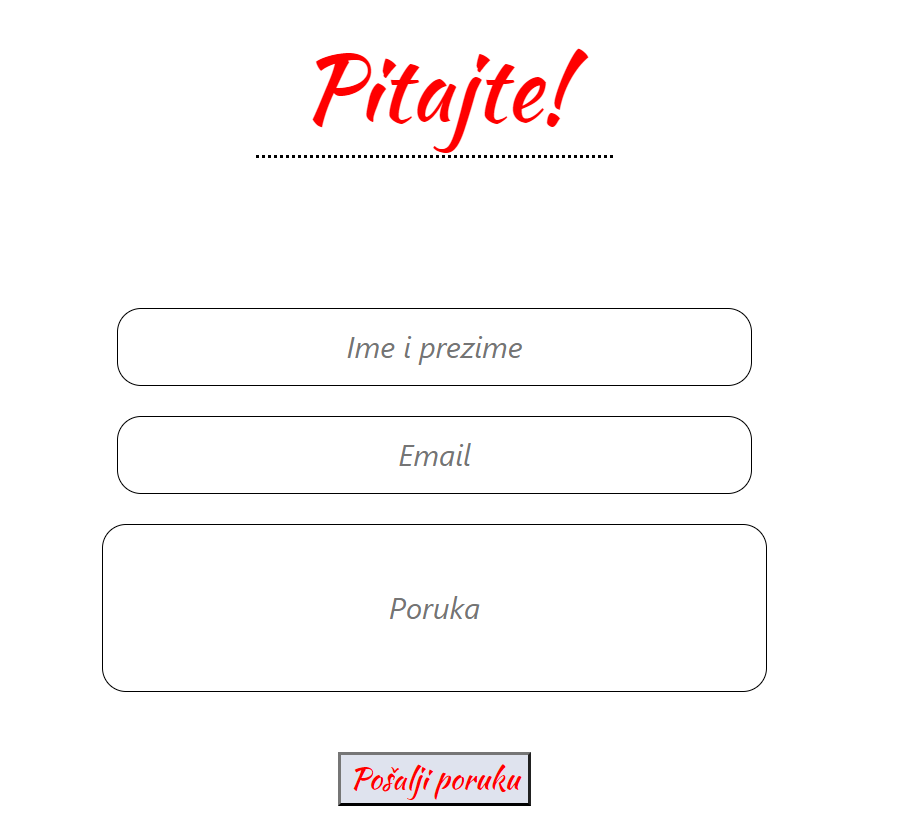 Pitajte!
Ime i prezime
Email
Poruka
Pošalji poruku